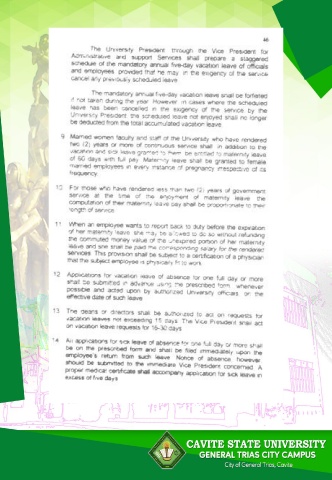 46
The University President through the Vice President for
Administrative and support Services shall prepare a staggered
schedule of the mandatory annual five-day vacation leave of officials
and employees, provided that he may, in the exigency of the service
cancel any previously scheduled leave.
The mandatory annual five-day vacation leave shall be forfeited
if not taken during the year. However, in cases where the scheduled
leave has been cancelled in the exigency of the service by the
University President, the scheduled leave not enjoyed shall no longer
be deducted from the total accumulated vacation leave.
9. Married women faculty and staff of the University who have rendered
two (2) years or more of continuous service shall, in addition to the
vacation and sick leave granted to them, be entitled to maternity leave
of 60 days with full pay. Maternity leave shall be granted to female
married employees in every instance of pregnancy irrespective of its
frequency.
10. For those who have rendered less than two (2) years of government
service at the time of the enjoyment of maternity leave, the
computation of their maternity leave pay shall be proportionate to their
length of service.
11. When an employee wants to report back to duty before the expiration
of her maternity leave, she may be allowed to do so without refunding
the commuted money value of the unexpired portion of her maternity
leave and she shall be paid the corresponding salary for the rendered
services. This provision shall be subject to a certification of a physician
that the subject employee is physically fit to work.
12. Applications for vacation leave of absence for one full day or more
shall be submitted in advance using the prescribed form, whenever
possible and acted upon by authorized University officials, on the
effective date of such leave.
13. The deans or directors shall be authorized to act on requests for
vacation leaves not exceeding 15 days. The Vice President shall act
on vacation leave requests for 16-30 days.
14. All applications for sick leave of absence for one full day or more shall
be on the prescribed form and shall be filed immediately upon the
employee's return from such leave. Notice of absence, however,
should be submitted to the immediate Vice President concerned. A
proper medical certificate shall accompany application for sick leave in
excess of five days.
CAVITE STATE UNIVERSITY
GENERAL TRIAS CITY CAMPUS
City of General Trias, Cavite